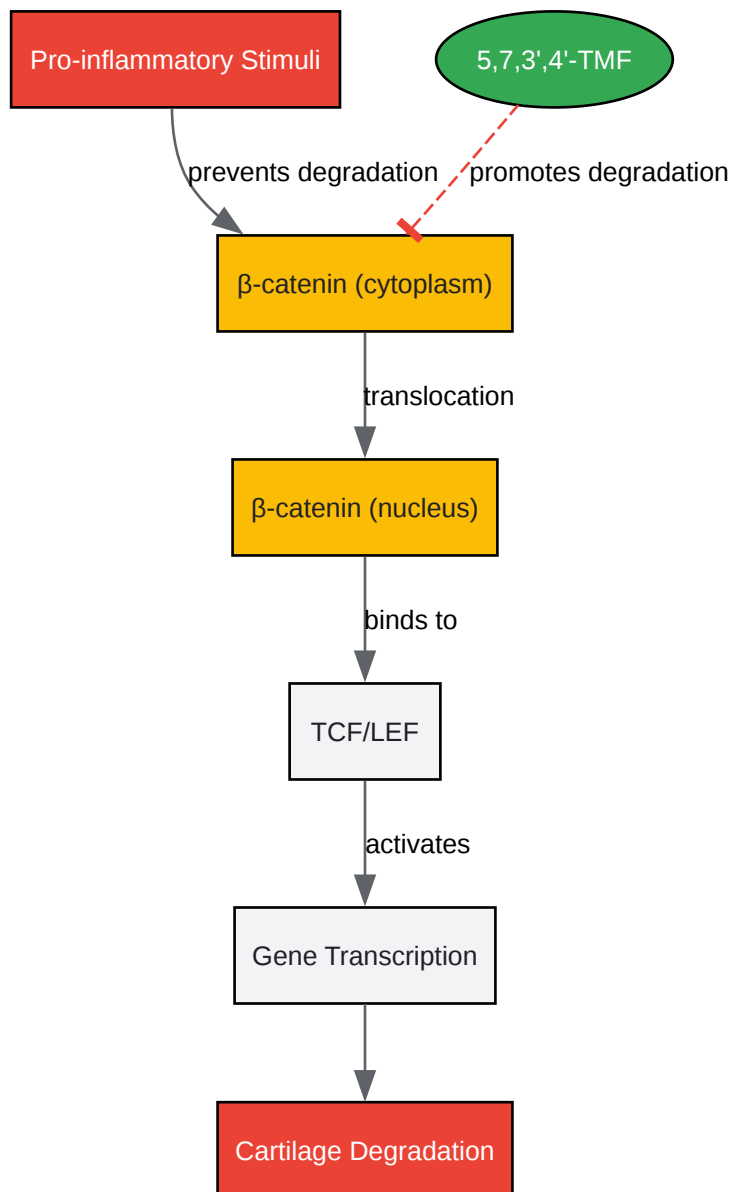 Pro-inflammatory Stimuli
5,7,3',4'-TMF
prevents degradation
promotes degradation
β-catenin (cytoplasm)
translocation
β-catenin (nucleus)
binds to
TCF/LEF
activates
Gene Transcription
Cartilage Degradation